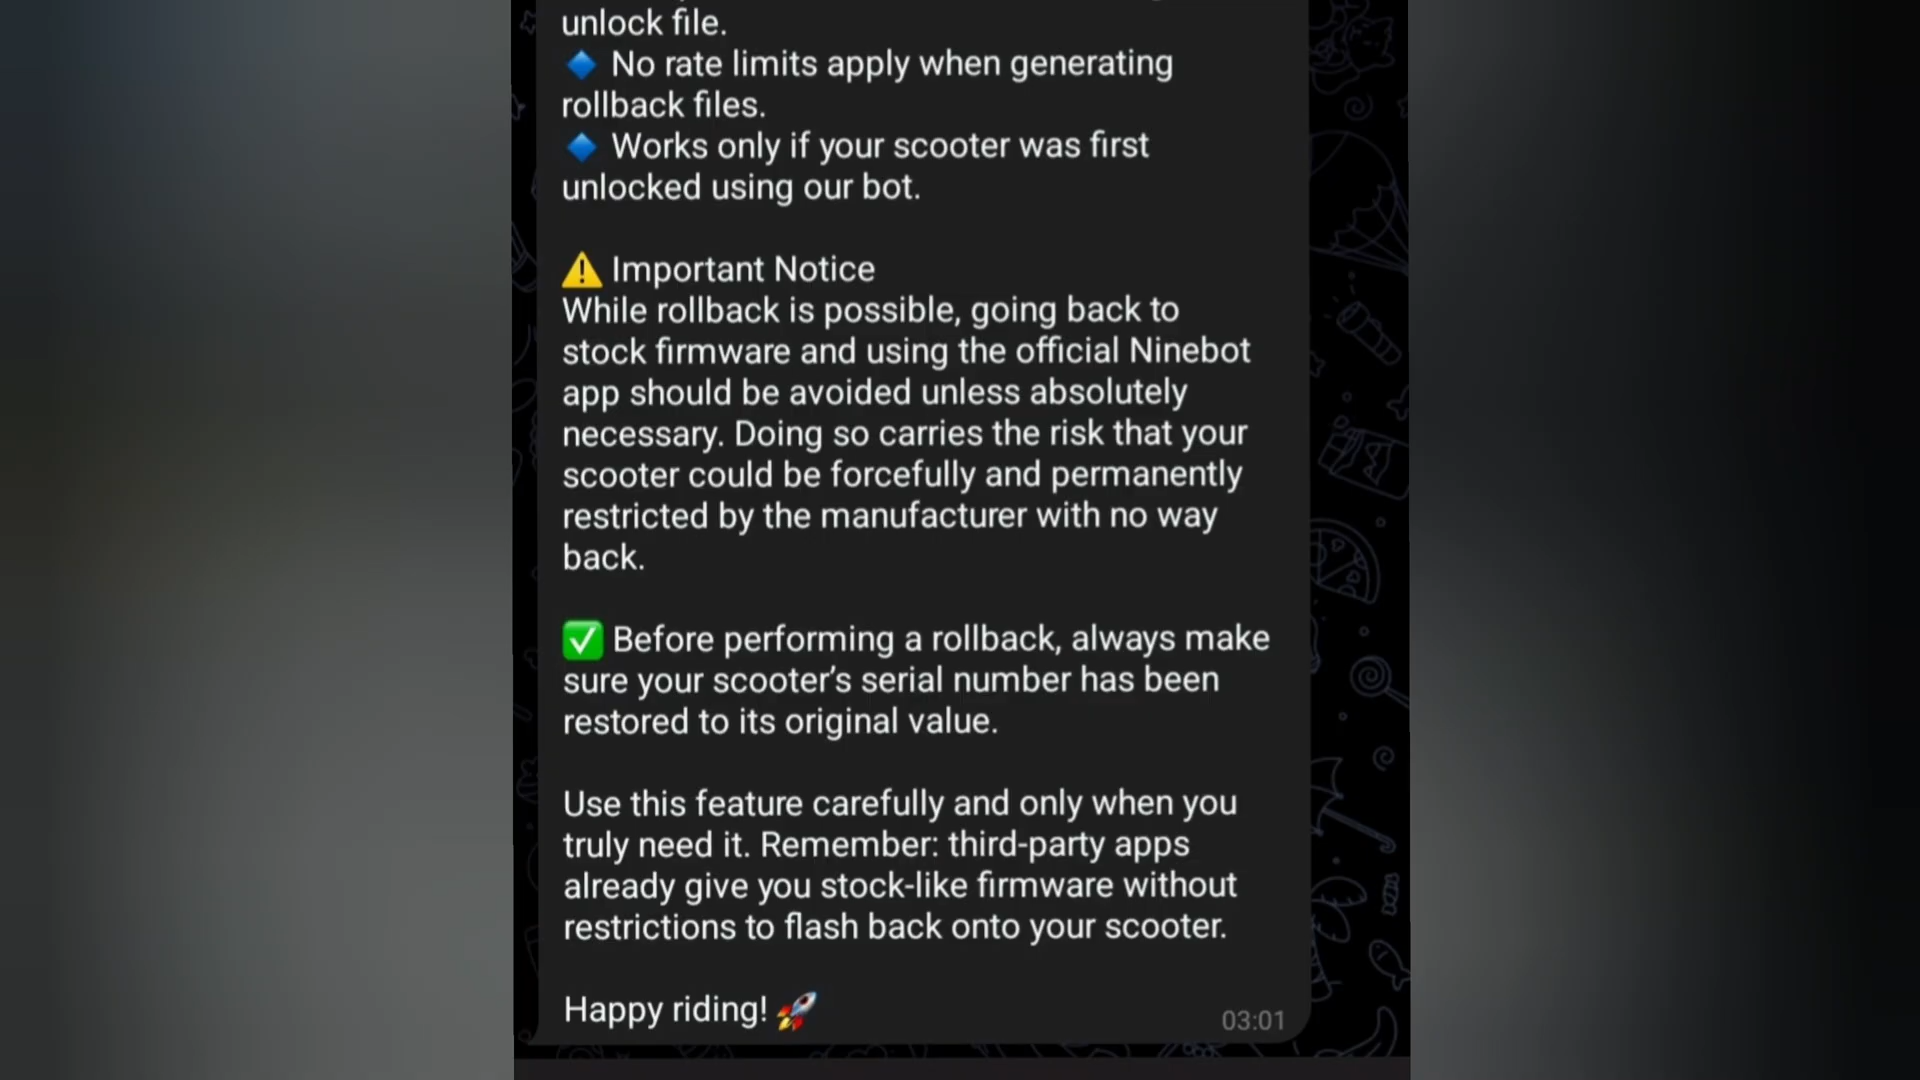 unlock file.
🔹 No rate limits apply when generating
rollback files.
🔹 Works only if your scooter was first
unlocked using our bot.
⚠️ Important Notice
While rollback is possible, going back to
stock firmware and using the official Ninebot
app should be avoided unless absolutely
necessary. Doing so carries the risk that your
scooter could be forcefully and permanently
restricted by the manufacturer with no way
back.
✅ Before performing a rollback, always make
sure your scooter’s serial number has been
restored to its original value.
Use this feature carefully and only when you
truly need it. Remember: third-party apps
already give you stock-like firmware without
restrictions to flash back onto your scooter.
Happy riding! 🚀
03:01